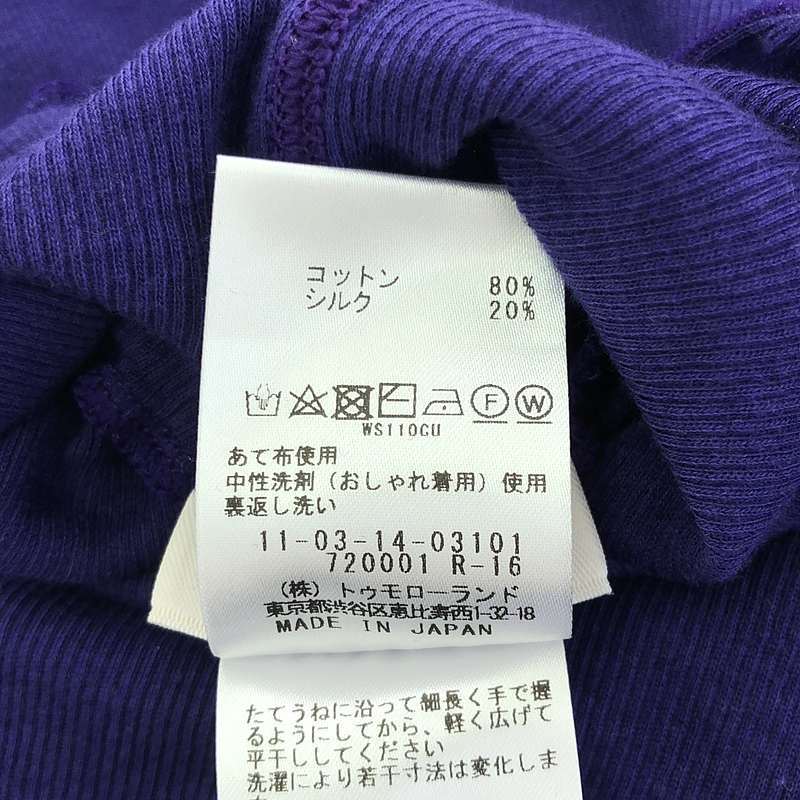 コットン 80%
シルク 20%
F W
WS110CU
あて布使用
中性洗剤（おしゃれ着用）使用
裏返し洗い
11-03-14-03101
720001 R-16
（株）トゥモローランド
東京都渋谷区恵比寿西1-32-18
MADE IN JAPAN
たてうねに沿って細長く手で握
るようにしてから、軽く広げて
平干ししてください
洗濯により若干寸法は変化しま